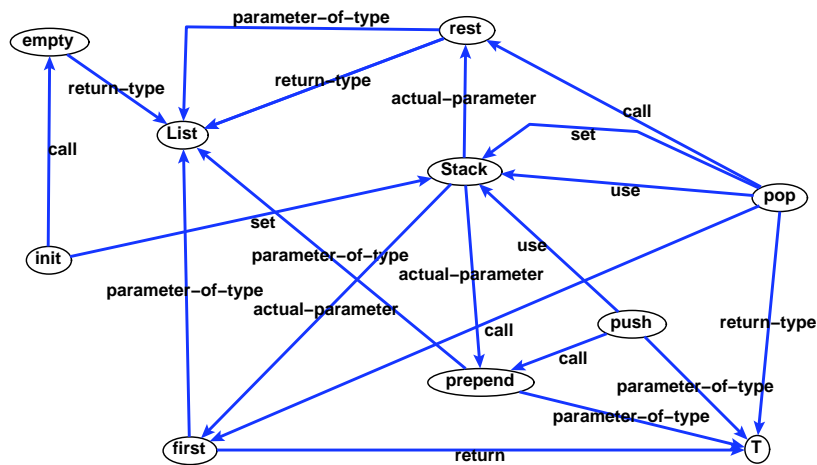 parameter-of-type
rest
empty
return-type
return-type
actual-parameter
call
set
List
call
Stack
use
pop
set
use
init
parameter-of-type
actual-parameter
parameter-of-type
actual-parameter
push
return-type
call
call
prepend
parameter-of-type
parameter-of-type
first
return
T